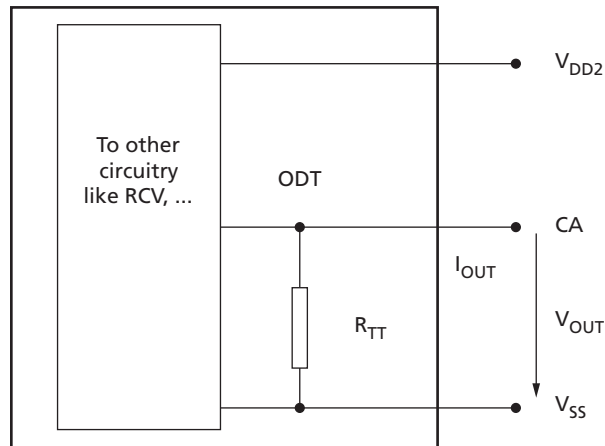 V_DD2
To other
circuitry
like RCV, ...
ODT
CA
I_OUT
V_OUT
R_TT
V_SS